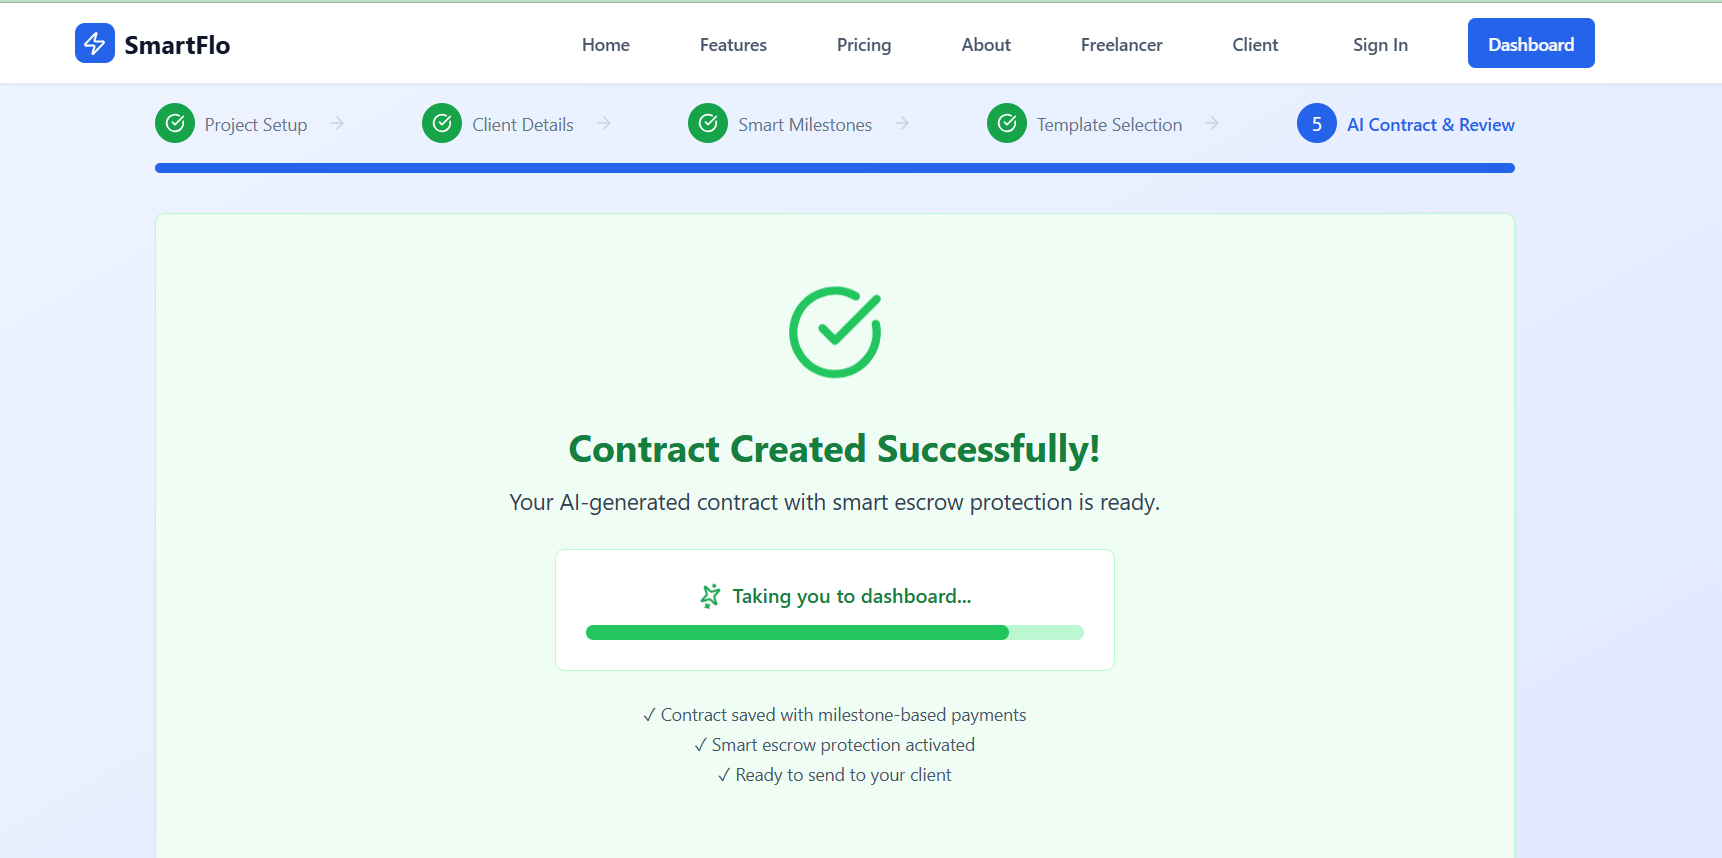 SmartFlo
Home Features Pricing About Freelancer Client Sign In Dashboard
Project Setup → Client Details → Smart Milestones → Template Selection → 5 AI Contract & Review
Contract Created Successfully!
Your AI-generated contract with smart escrow protection is ready.
Taking you to dashboard...
✓ Contract saved with milestone-based payments
✓ Smart escrow protection activated
✓ Ready to send to your client